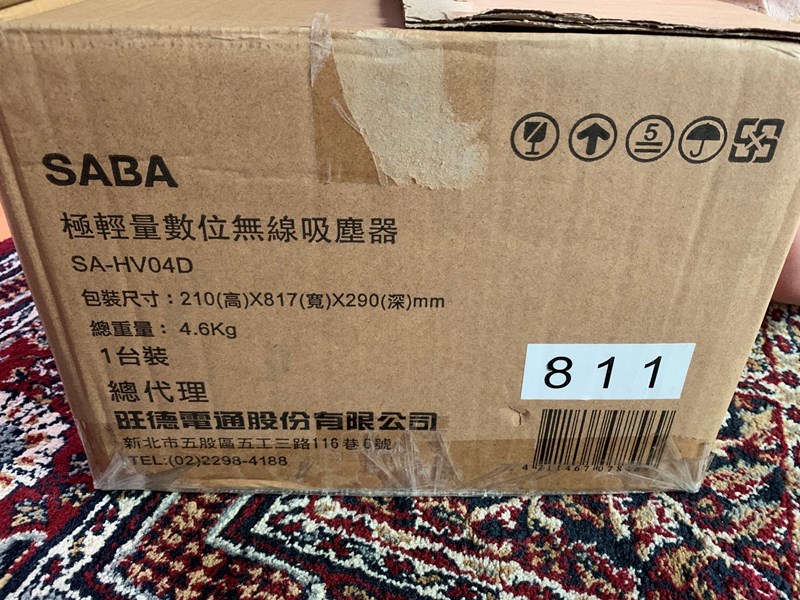 SABA
5
極輕量數位無線吸塵器
SA-HV04D
包裝尺寸：210(高)X817(寬)X290(深)mm
總重量： 4.6Kg
1台裝
811
總代理
旺德電通股份有限公司
新北市五股區五工三路116巷6號
TEL:(02)2298-4188